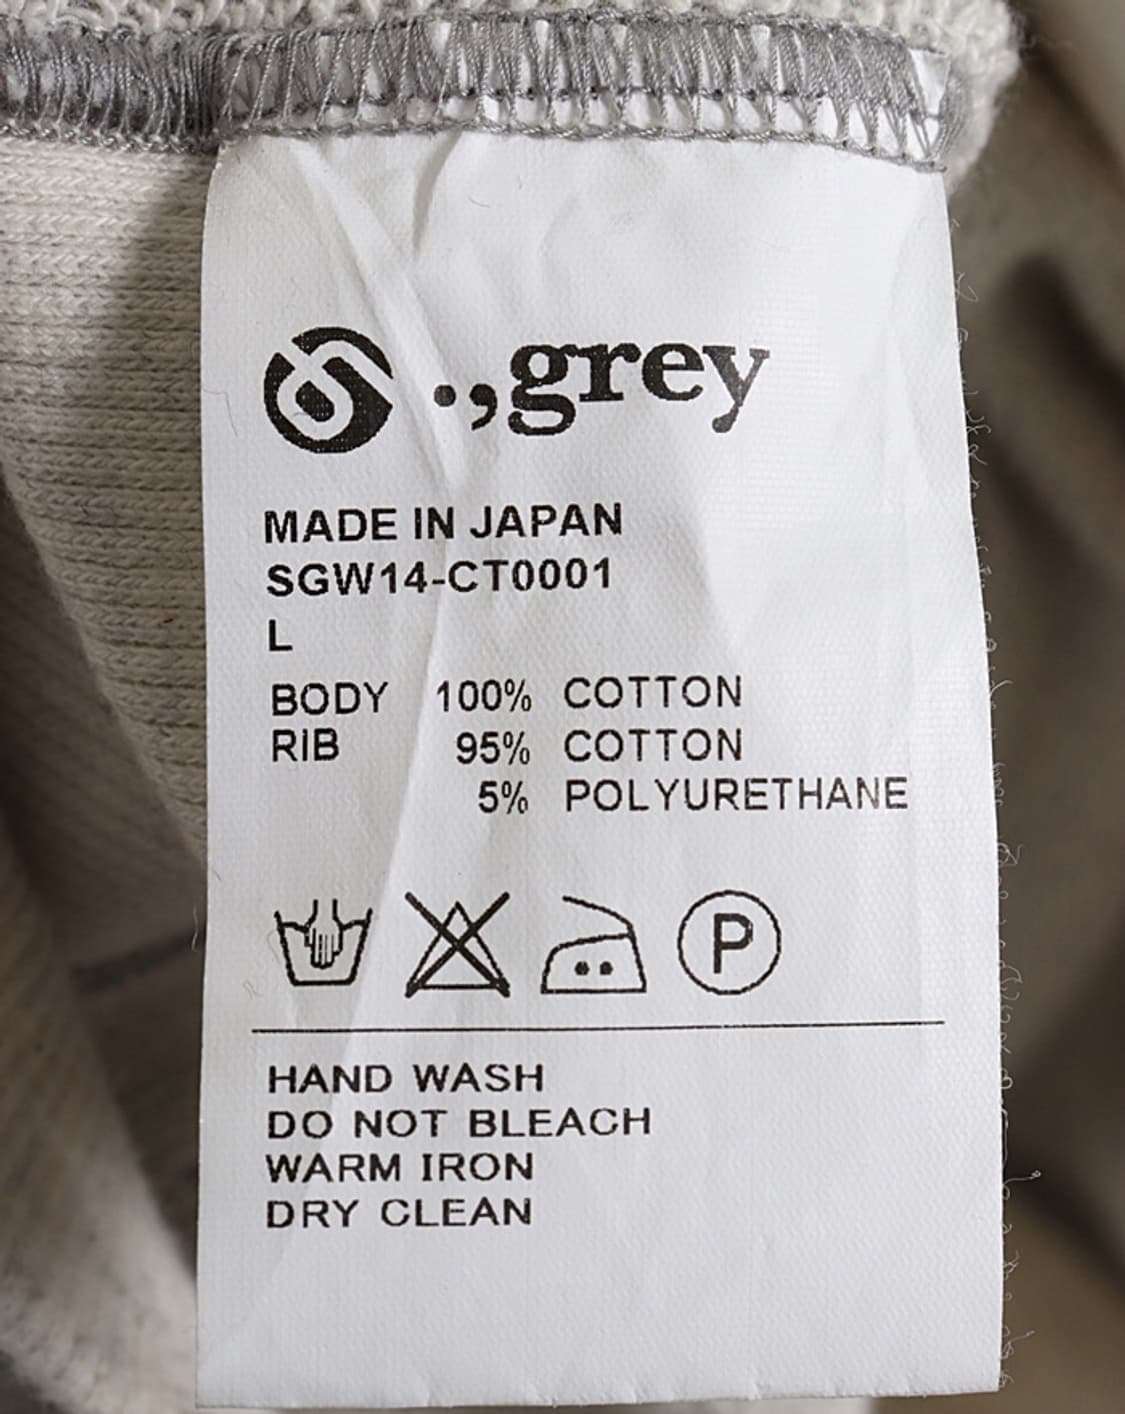 .,grey
MADE IN JAPAN
SGW14-CT0001
L
BODY 100% COTTON
RIB 95% COTTON
5% POLYURETHANE
P
HAND WASH
DO NOT BLEACH
WARM IRON
DRY CLEAN